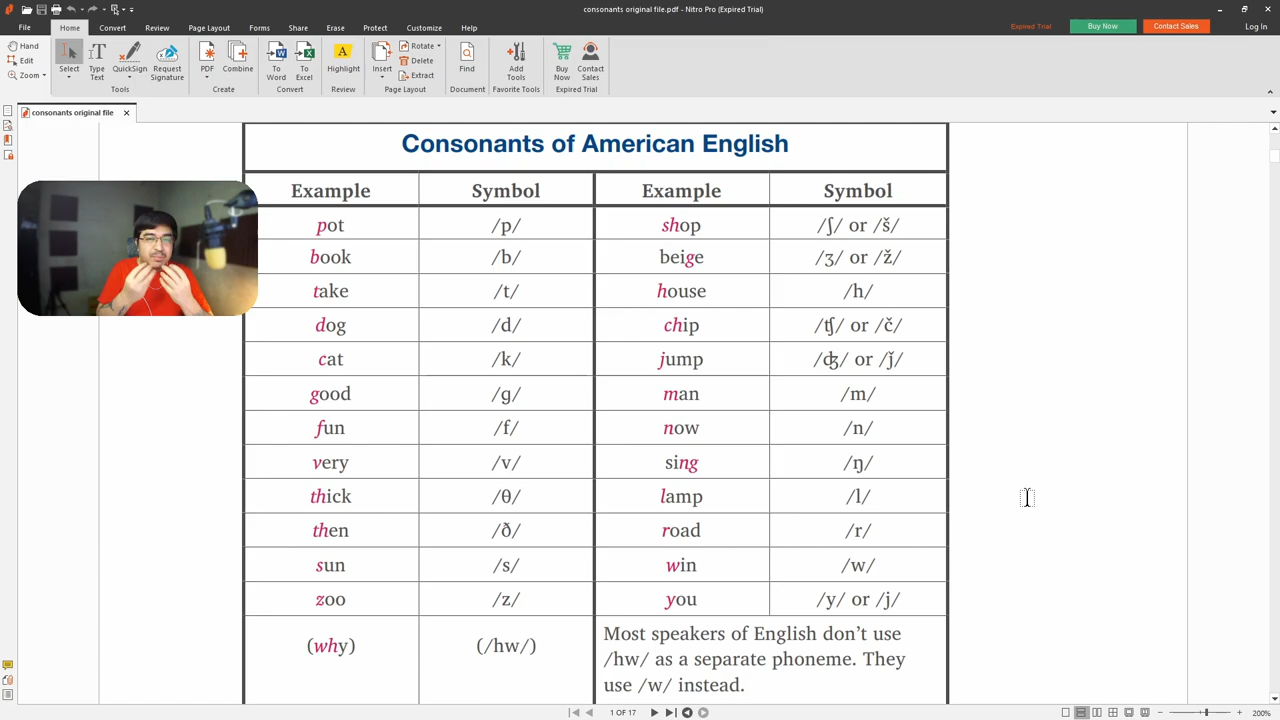 consonants original file.pdf - Nitro Pro (Expired Trial)
File Home Convert Review Page Layout Forms Share Erase Protect Customize Help Expired Trial Buy Now Contact Sales Log In
Hand
Edit
Zoom
Select
Type Text
QuickSign
Request Signature
Tools
PDF
Combine
Create
To Word
To Excel
Convert
Highlight
Review
Insert
Rotate
Delete
Extract
Page Layout
Find
Document
Add Tools
Favorite Tools
Buy Now
Contact Sales
Expired Trial
consonants original file
Consonants of American English
Example Symbol Example Symbol
pot /p/ shop /ʃ/ or /š/
book /b/ beige /ʒ/ or /ž/
take /t/ house /h/
dog /d/ chip /ʧ/ or /č/
cat /k/ jump /ʤ/ or /ǰ/
good /ɡ/ man /m/
fun /f/ now /n/
very /v/ sing /ŋ/
thick /θ/ lamp /l/
then /ð/ road /r/
sun /s/ win /w/
zoo /z/ you /y/ or /j/
(why) (/hw/) Most speakers of English don’t use
/hw/ as a separate phoneme. They
use /w/ instead.
1 OF 17
200%